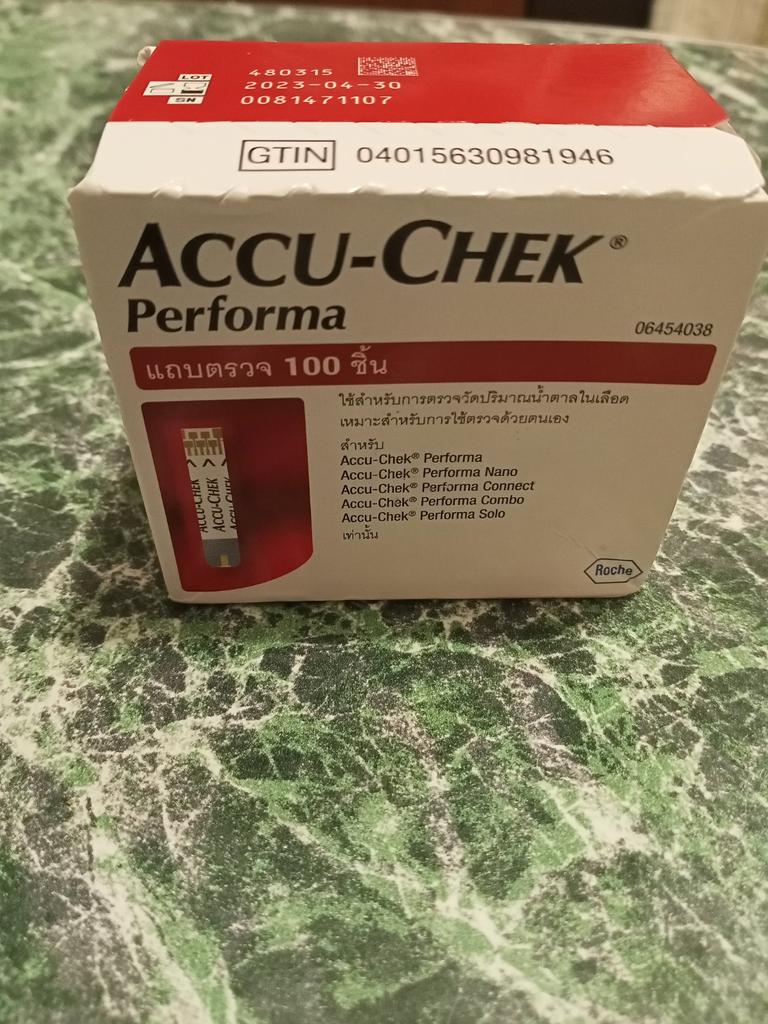 LOT 480315
2023-04-30
SN 0081471107
GTIN 04015630981946
ACCU-CHEK®
Performa
06454038
แถบตรวจ 100 ชิ้น
ใช้สำหรับการตรวจวัดปริมาณน้ำตาลในเลือด
เหมาะสำหรับการใช้ตรวจด้วยตนเอง
สำหรับ
Accu-Chek® Performa
Accu-Chek® Performa Nano
Accu-Chek® Performa Connect
Accu-Chek® Performa Combo
Accu-Chek® Performa Solo
เท่านั้น
ACCU-CHEK
ACCU-CHEK
ACCU-CHEK
Roche